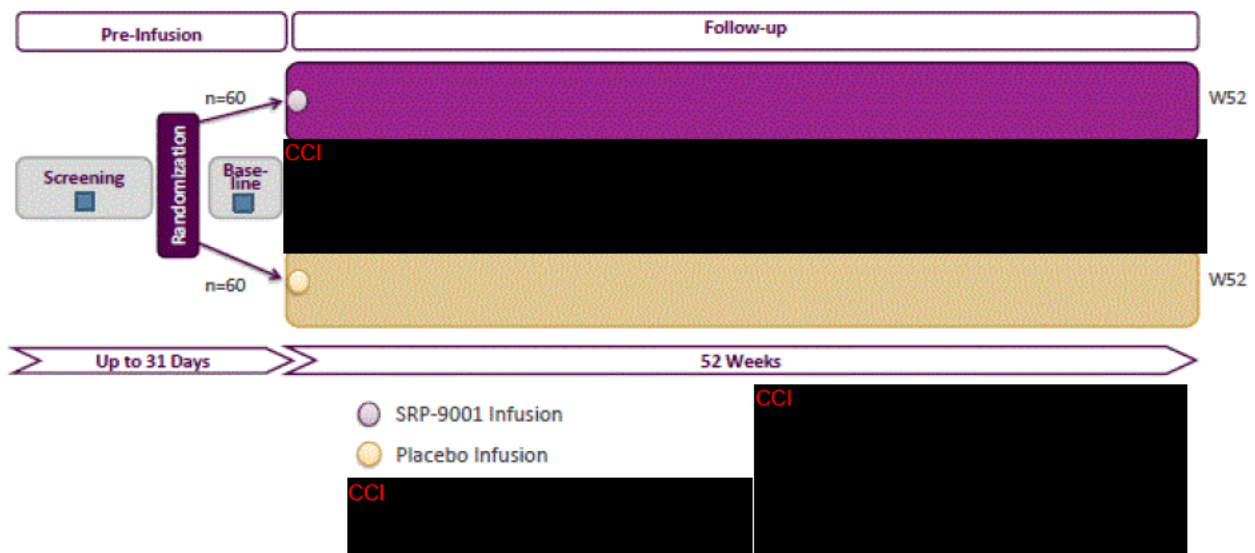 Pre-Infusion
Follow-up
n=60
W52
CCI
Screening
Randomization
Base-
line
n=60
W52
Up to 31 Days
52 Weeks
SRP-9001 Infusion
CCI
Placebo Infusion
CCI